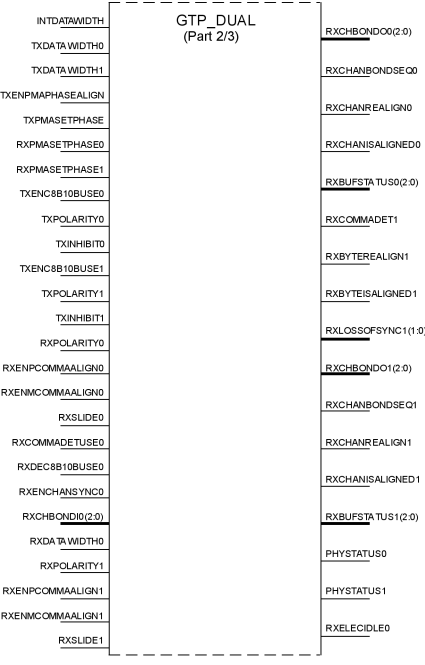 GTP_DUAL
(Part 2/3)
INTDATAWIDTH
TXDATAWIDTH0
TXDATAWIDTH1
TXENPMAPHASEALIGN
TXPMASETPHASE
RXPMASETPHASE0
RXPMASETPHASE1
TXENC8B10BUSE0
TXPOLARITY0
TXINHIBIT0
TXENC8B10BUSE1
TXPOLARITY1
TXINHIBIT1
RXPOLARITY0
RXENPCOMMAALIGN0
RXENMCOMMAALIGN0
RXSLIDE0
RXCOMMADETUSE0
RXDEC8B10BUSE0
RXENCHANSYNC0
RXCHBONDI0(2:0)
RXDATAWIDTH0
RXPOLARITY1
RXENPCOMMAALIGN1
RXENMCOMMAALIGN1
RXSLIDE1
RXCHBONDO0(2:0)
RXCHANBONDSEQ0
RXCHANREALIGN0
RXCHANISALIGNED0
RXBUFSTATUS0(2:0)
RXCOMMADET1
RXBYTEREALIGN1
RXBYTEISALIGNED1
RXLOSSOFSYNC1(1:0)
RXCHBONDO1(2:0)
RXCHANBONDSEQ1
RXCHANREALIGN1
RXCHANISALIGNED1
RXBUFSTATUS1(2:0)
PHYSTATUS0
PHYSTATUS1
RXELECIDLE0